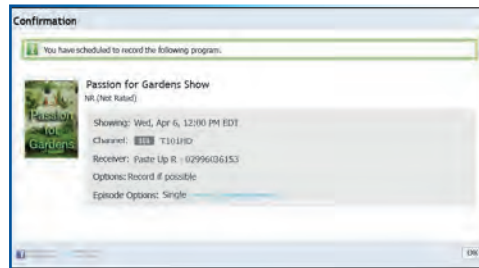 Confirmation
You have scheduled to record the following program.
Passion for Gardens Show
NR (Not Rated)
Passion
for
Gardens
Showing: Wed, Apr 6, 12:00 PM EDT
Channel: T101HD
Receiver: Paste Up R - 02996036153
Options: Record if possible
Episode Options: Single
OK